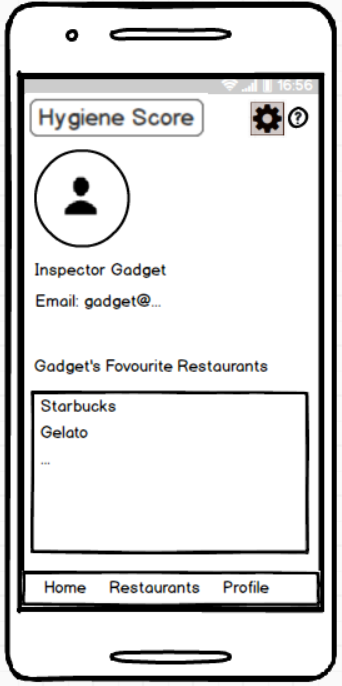 16:56
Hygiene Score
?
Inspector Gadget
Email: gadget@...
Gadget's Fovourite Restaurants
Starbucks
Gelato
...
Home Restaurants Profile